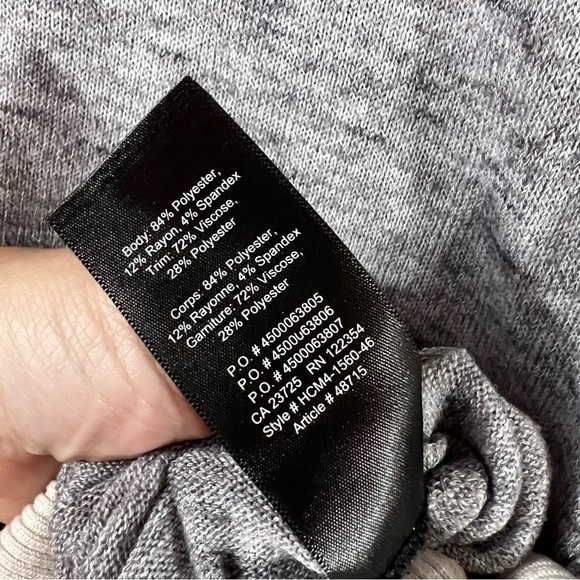 Body: 84% Polyester,
12% Rayon, 4% Spandex
Trim: 72% Viscose,
28% Polyester
Corps: 84% Polyester,
12% Rayonne, 4% Spandex
Garniture: 72% Viscose,
28% Polyester
P.O. # 4500063805
P.O. # 4500063806
P.O. # 4500063807
CA 23725 RN 122354
Style # HCM4-1560-46
Article # 48715